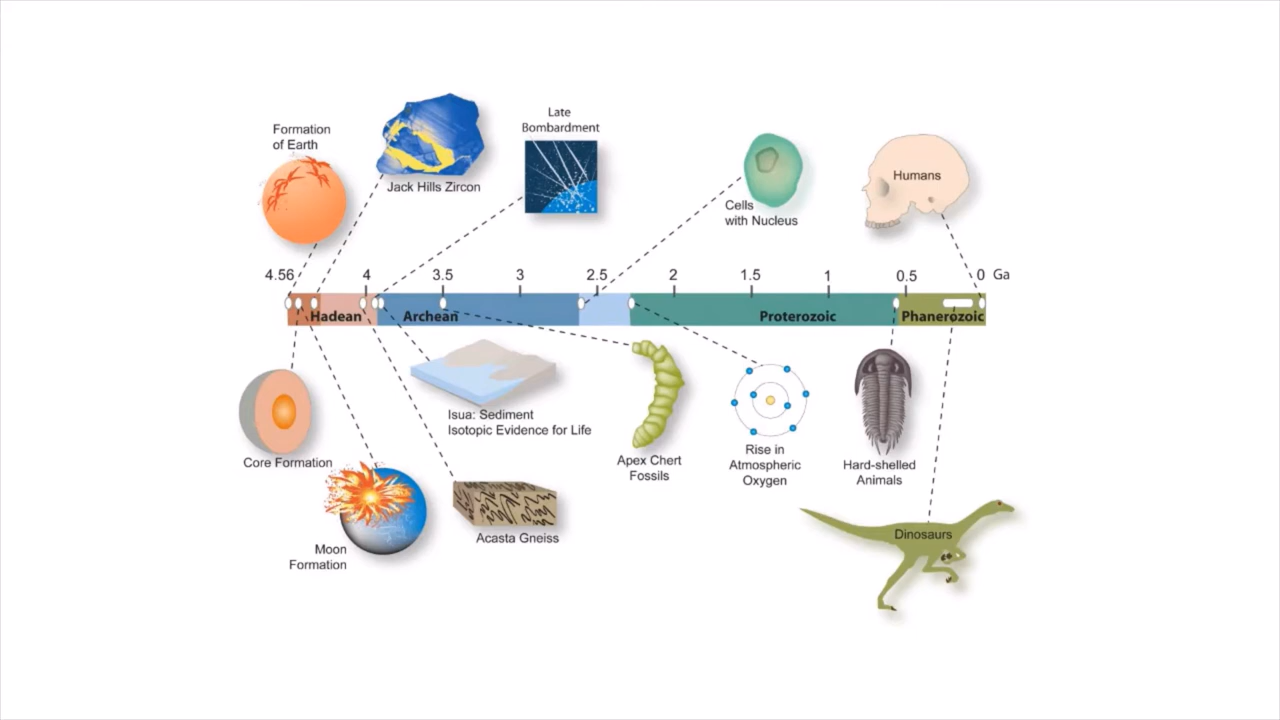 Formation
of Earth
Jack Hills Zircon
Late
Bombardment
Cells
with Nucleus
Humans
4.56 4 3.5 3 2.5 2 1.5 1 0.5 0 Ga
Hadean Archean Proterozoic Phanerozoic
Core Formation
Moon
Formation
Isua: Sediment
Isotopic Evidence for Life
Acasta Gneiss
Apex Chert
Fossils
Rise in
Atmospheric
Oxygen
Hard-shelled
Animals
Dinosaurs